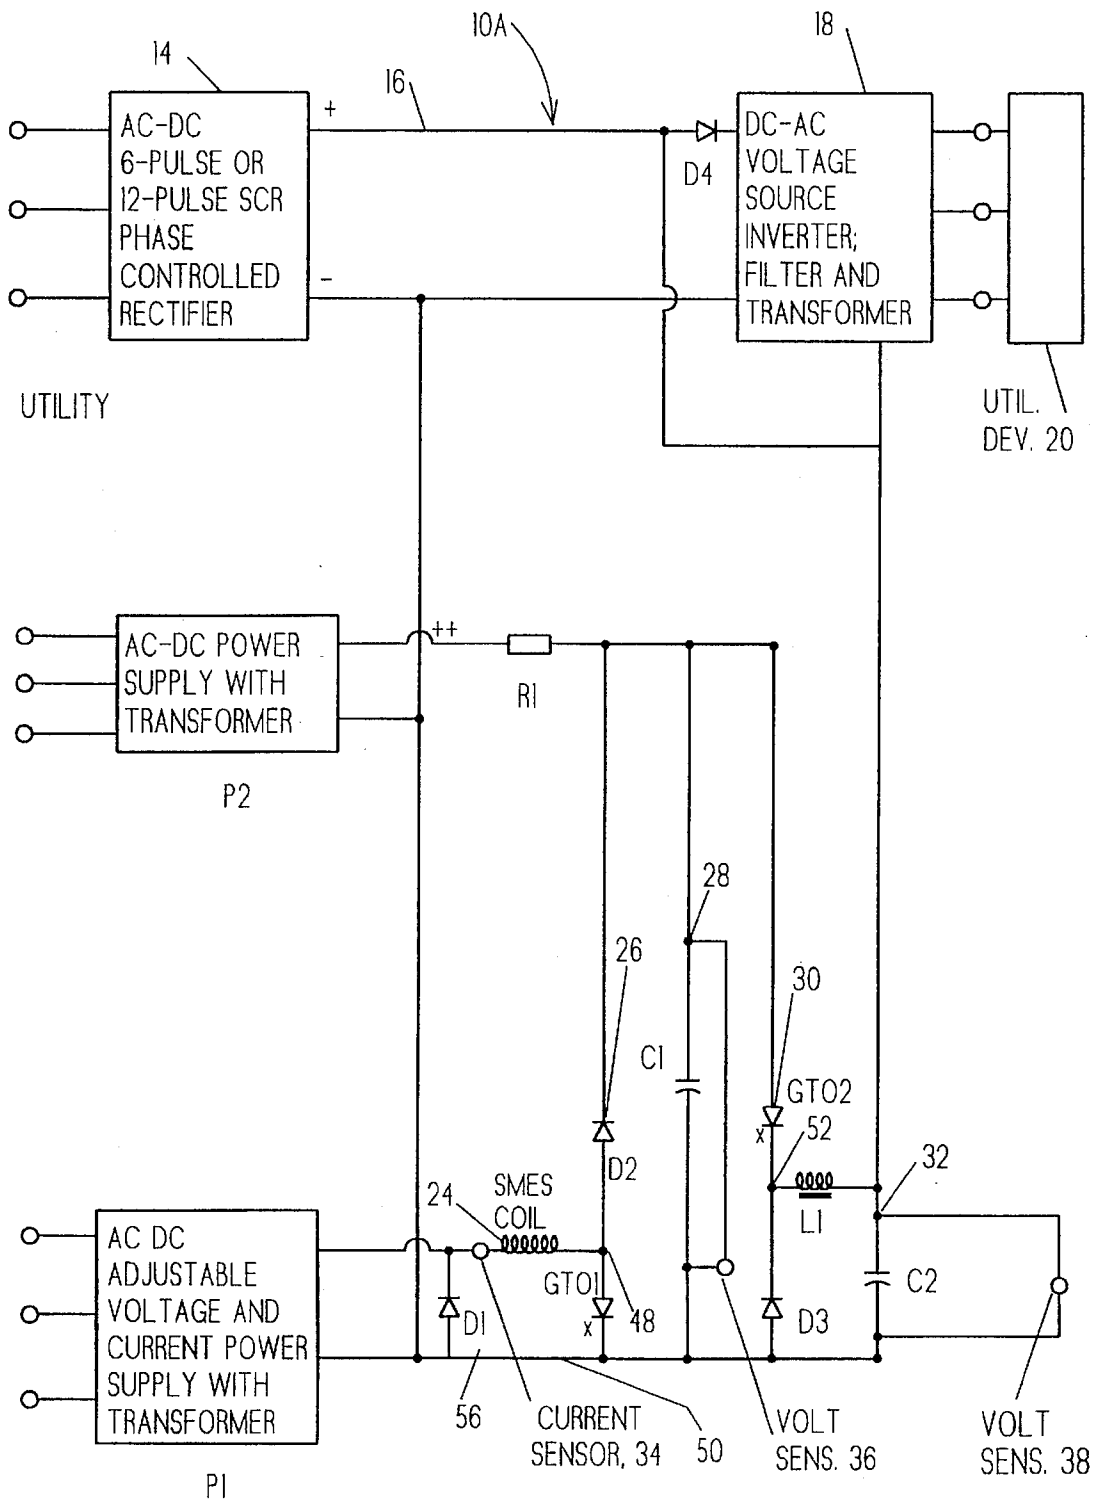 10A
18
14
16
+
AC-DC
6-PULSE OR
12-PULSE SCR
PHASE
CONTROLLED
RECTIFIER
-
D4
DC-AC
VOLTAGE
SOURCE
INVERTER;
FILTER AND
TRANSFORMER
UTILITY
UTIL.
DEV. 20
AC-DC POWER
SUPPLY WITH
TRANSFORMER
++
R1
P2
28
26
30
C1
GTO2
x
52
D2
32
24
SMES
COIL
L1
AC DC
ADJUSTABLE
VOLTAGE AND
CURRENT POWER
SUPPLY WITH
TRANSFORMER
GTO1
x
48
C2
D1
D3
56
CURRENT
SENSOR, 34
50
VOLT
SENS. 36
VOLT
SENS. 38
P1